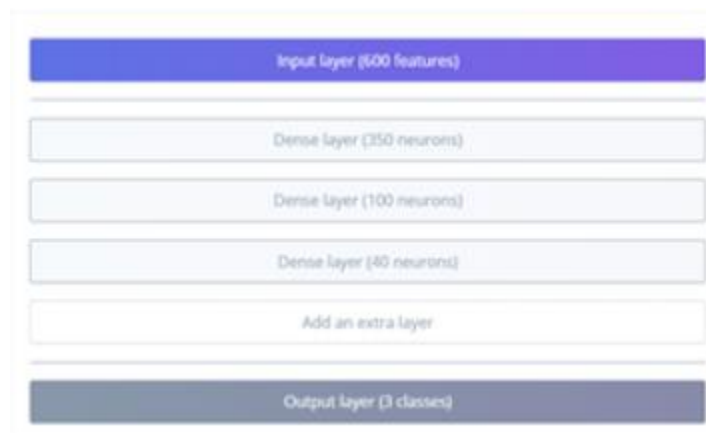 Input layer (600 features)
Dense layer (350 neurons)
Dense layer (100 neurons)
Dense layer (40 neurons)
Add an extra layer
Output layer (3 classes)